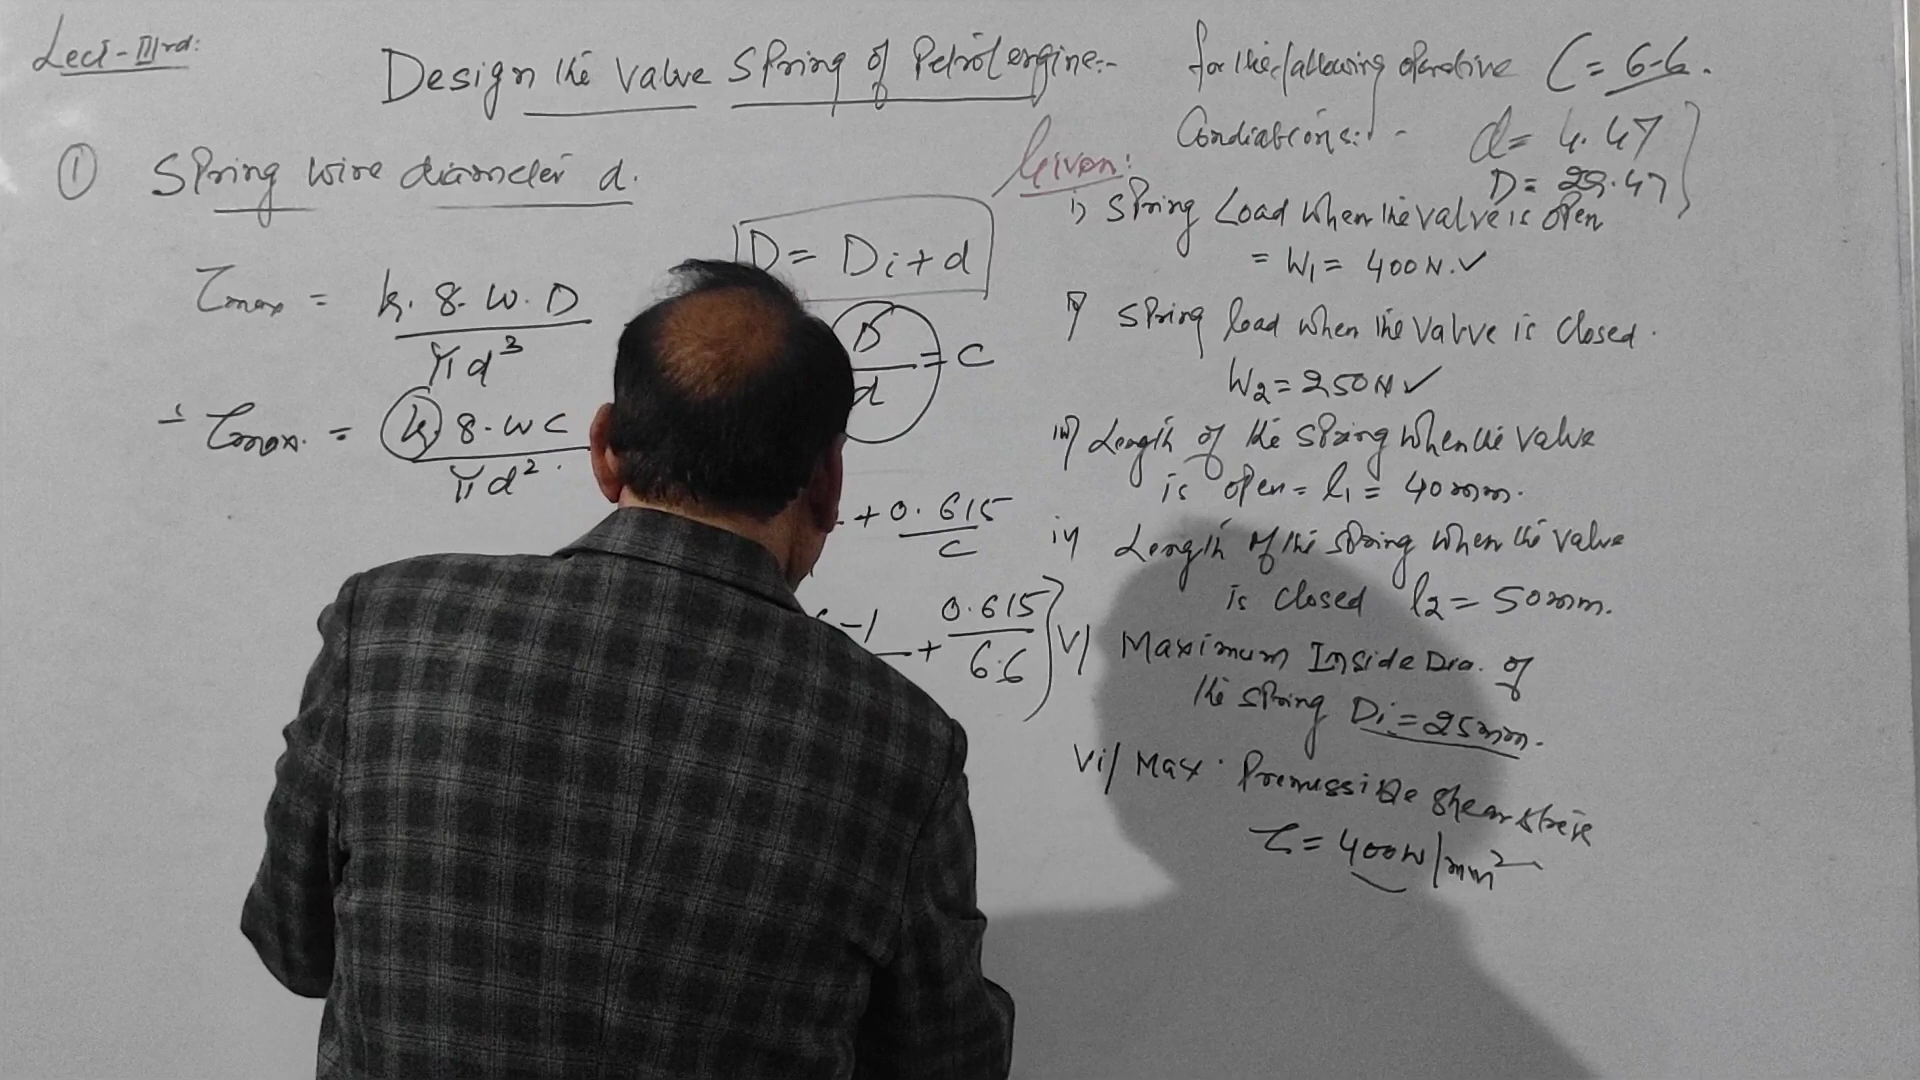 Lect-IIIrd:
Design the Valve Spring of Petrol engine:-
for the following operative
Condiations:-
C = 6.6.
d = 4.47
D = 29.47
① Spring wire diameter d.
τmax = k. 8. W. D / πd³
D = Di + d
D / d = C
∴ τmax. = k. 8. W C / πd².
+ 0.615 / C
-1 + 0.615 / 6.6
Given:
i) Spring Load when the valve is open
= W₁ = 400N. ✓
ii) Spring load when the Valve is Closed.
W₂ = 250N ✓
iii) Length of the Spring when the Valve
is open = l₁ = 40mm.
iv) Length of the Spring when the Valve
is closed l₂ = 50mm.
v) Maximum Inside Dia. of
the Spring Di = 25mm.
vi) Max. Premissible Shear
τ = 400N/mm²